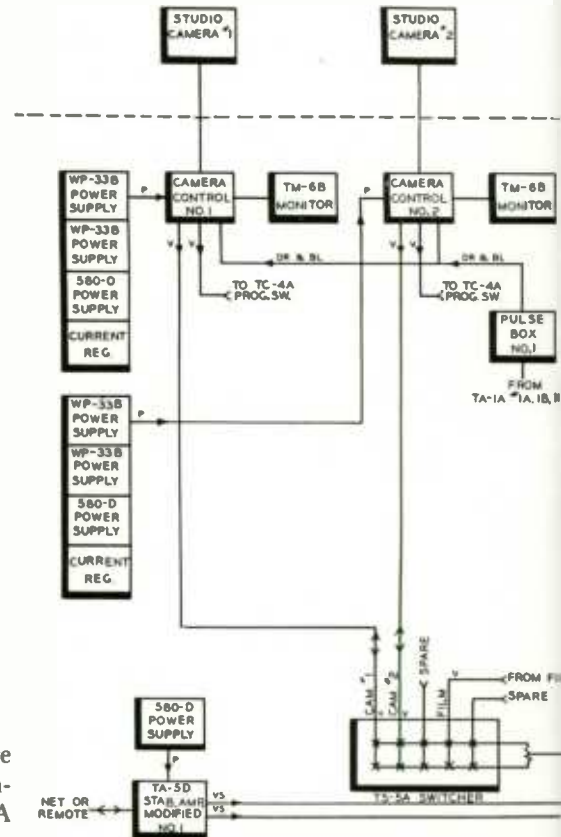 STUDIO
CAMERA #1
STUDIO
CAMERA #2
WP-33B
POWER
SUPPLY
P
CAMERA
CONTROL
NO. 1
TM-6B
MONITOR
P
CAMERA
CONTROL
NO. 2
TM-6B
MONITOR
WP-33B
POWER
SUPPLY
V
V
DR & BL
V
V
DR & BL
580-D
POWER
SUPPLY
TO TC-4A
PROG. SW.
TO TC-4A
PROG. SW.
PULSE
BOX
NO. 1
CURRENT
REG.
FROM
TA-1A #1A, 1B,
WP-33B
POWER
SUPPLY
P
WP-33B
POWER
SUPPLY
580-D
POWER
SUPPLY
CURRENT
REG.
CAM #1
CAM #2
SPARE
FILM
V
FROM
SPARE
580-D
POWER
SUPPLY
P
TS-5A SWITCHER
e
n-
A
NET OR
REMOTE
TA-5D
STAB. AMP.
MODIFIED
NO. 1
VS
VS